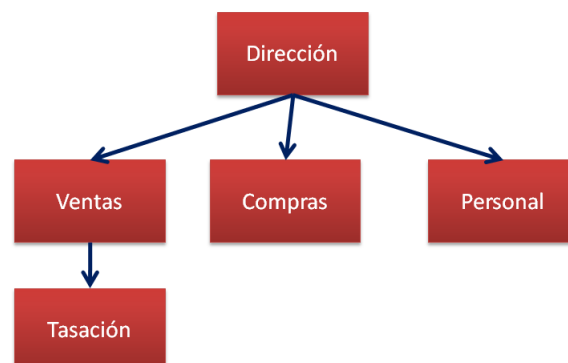 Dirección
Ventas
Compras
Personal
Tasación